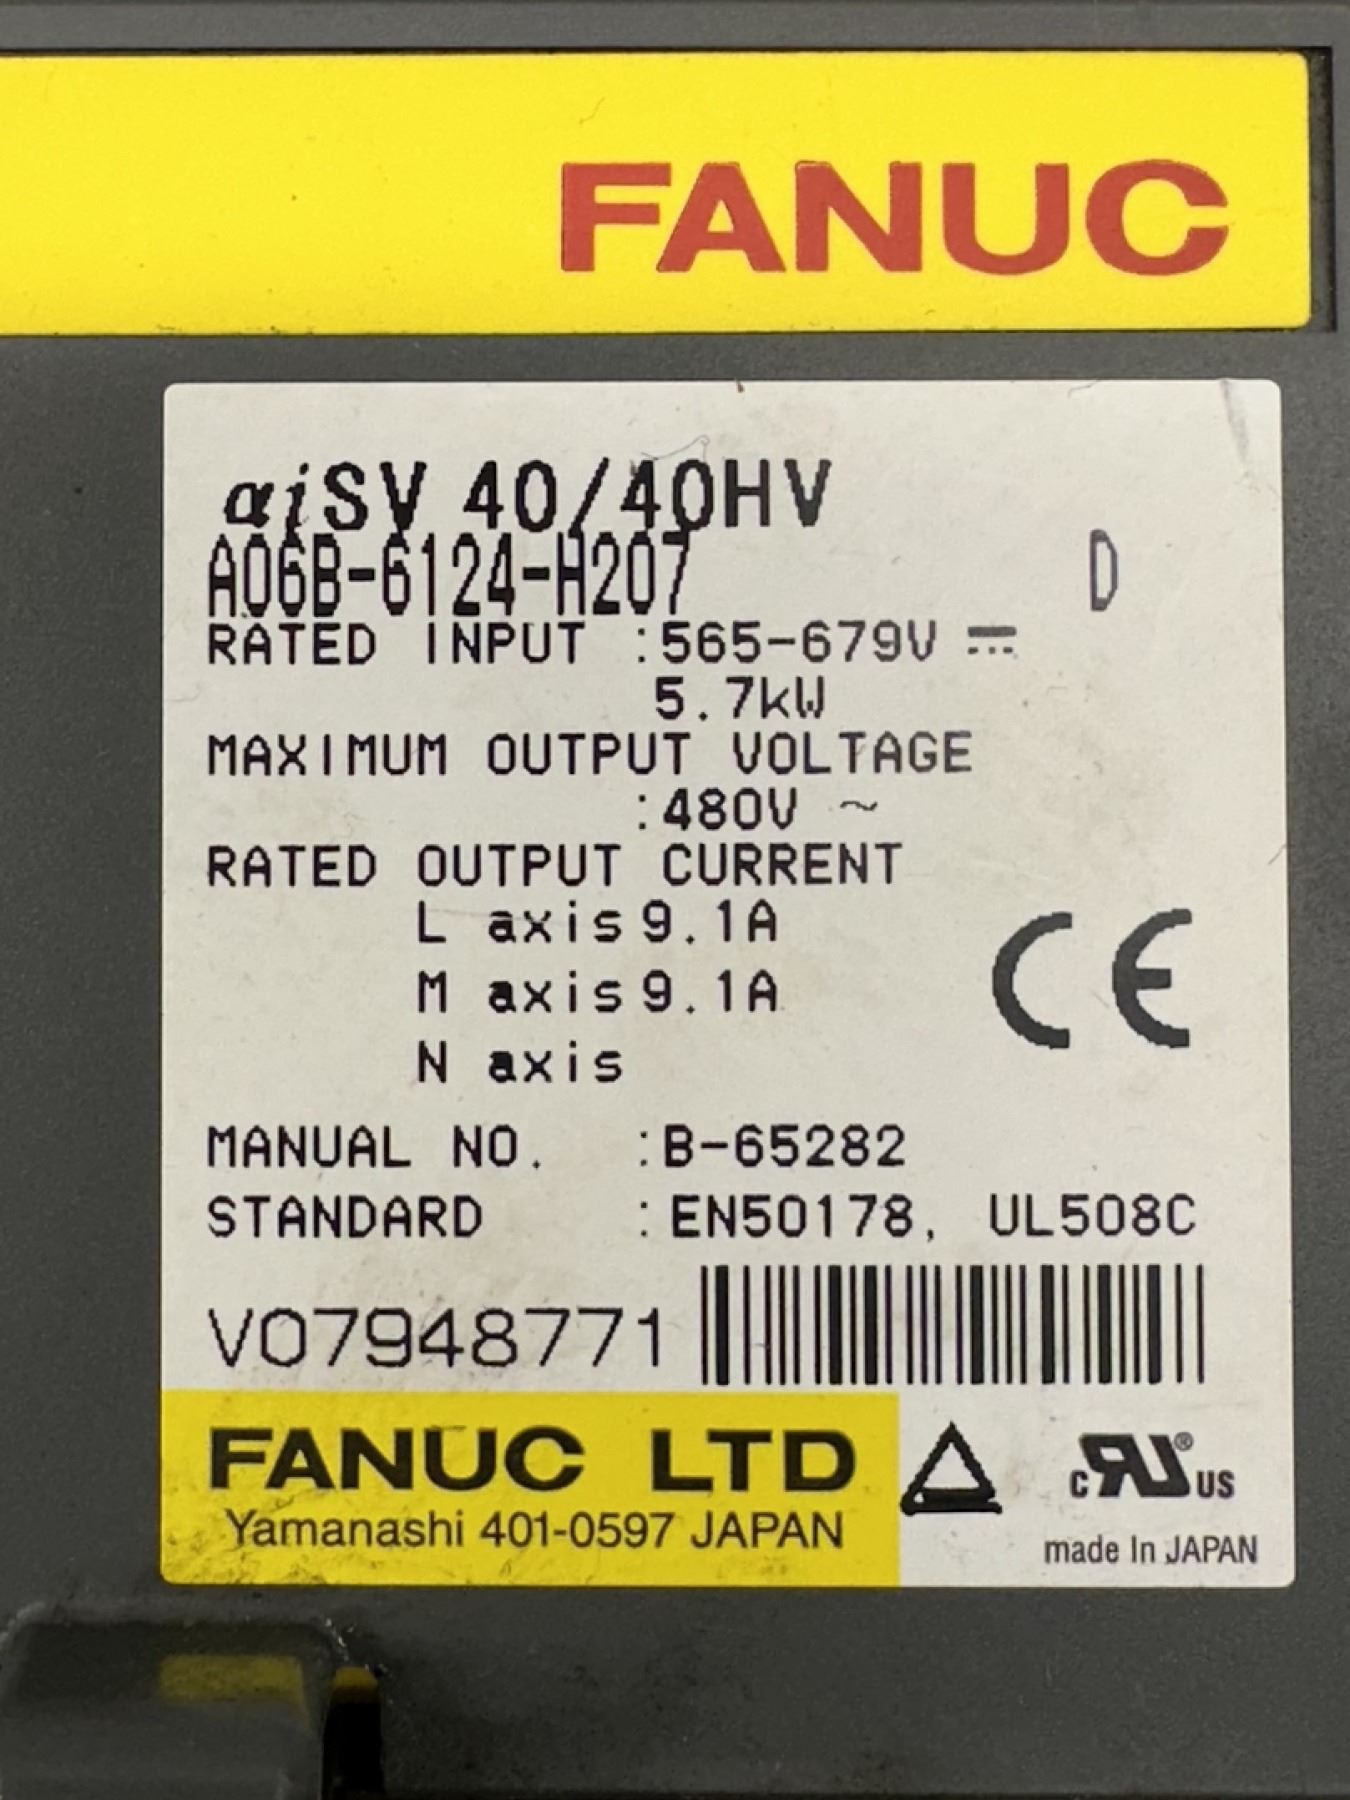 FANUC
αiSV 40/40HV
A06B-6124-H207 D
RATED INPUT :565-679V ⎓
5.7kW
MAXIMUM OUTPUT VOLTAGE
:480V ~
RATED OUTPUT CURRENT
L axis 9.1A
M axis 9.1A
N axis
CE
MANUAL NO. :B-65282
STANDARD :EN50178, UL508C
V07948771
FANUC LTD
Yamanashi 401-0597 JAPAN
c RU ® US
made In JAPAN